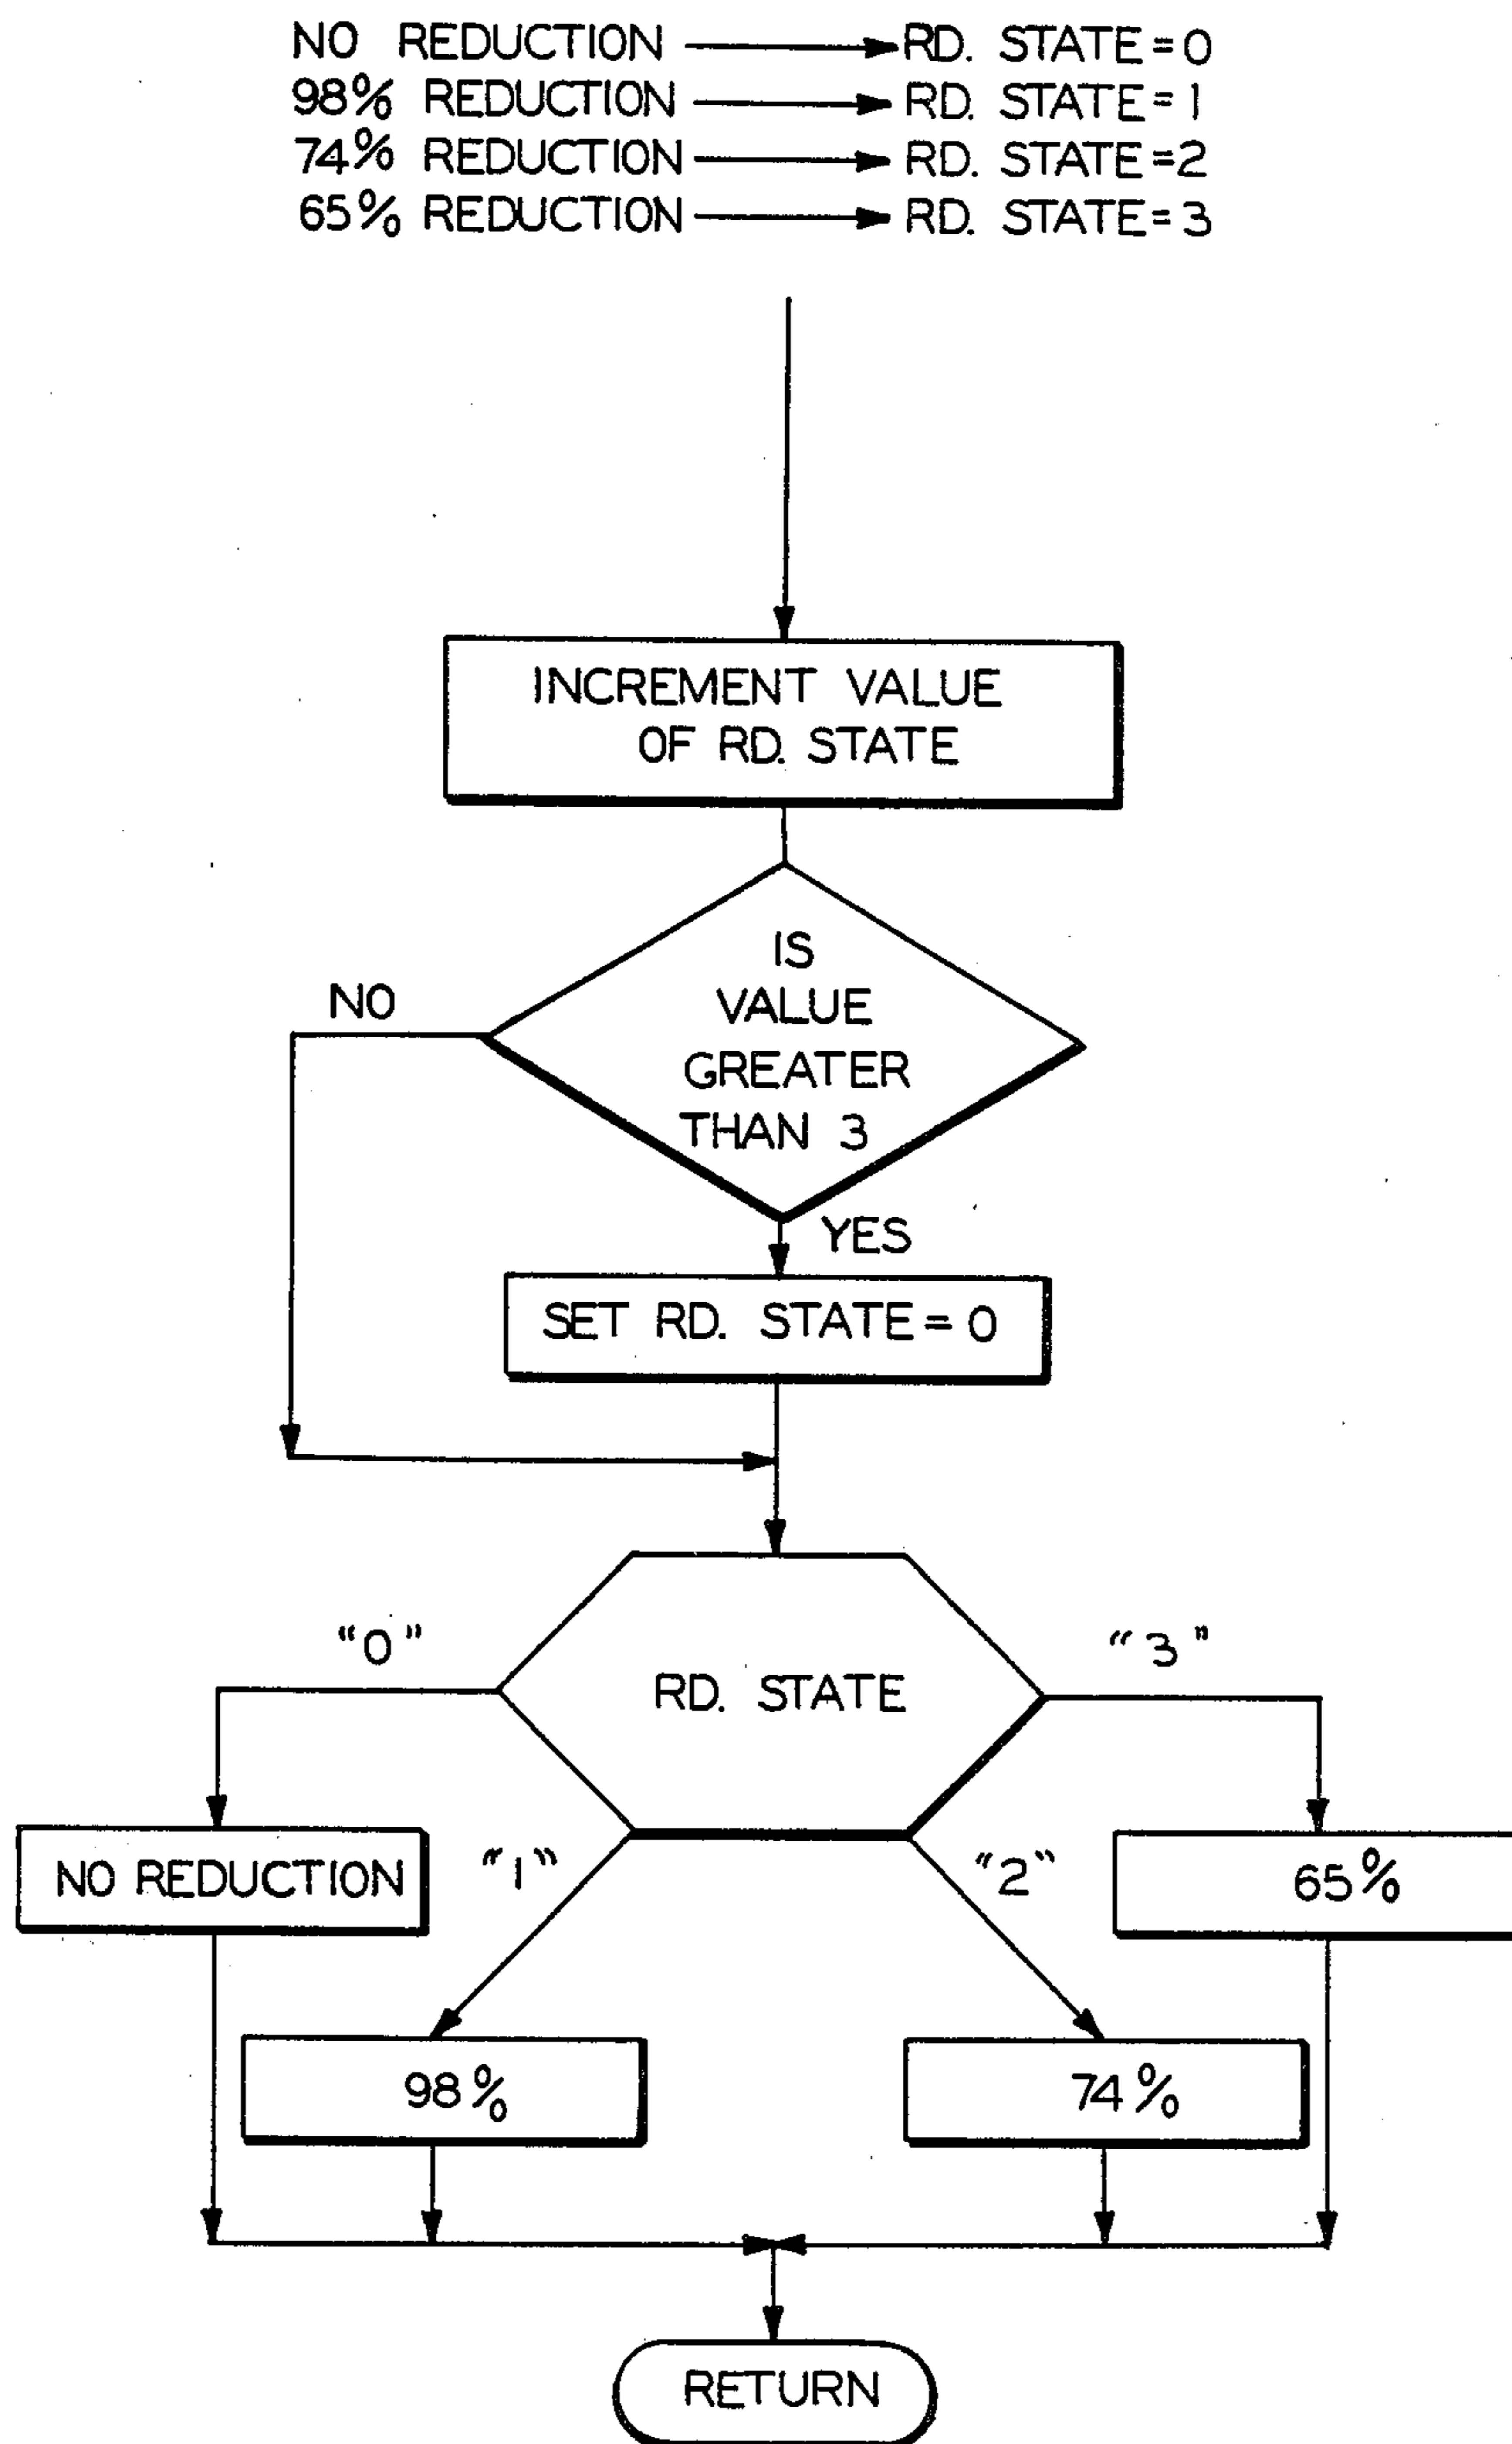 NO REDUCTION RD. STATE=0
98% REDUCTION RD. STATE=1
74% REDUCTION RD. STATE=2
65% REDUCTION RD. STATE=3
INCREMENT VALUE
OF RD. STATE
IS
VALUE
GREATER
THAN 3
NO
YES
SET RD. STATE=0
RD. STATE
"0"
"3"
"1"
"2"
NO REDUCTION
65%
98%
74%
RETURN